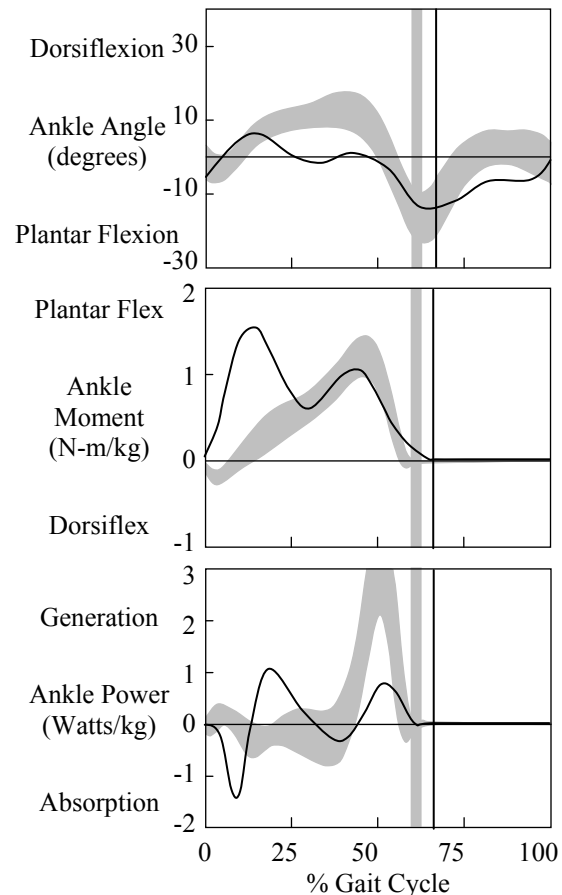 40
Dorsiflexion
10
Ankle Angle
(degrees)
-10
Plantar Flexion
-30
2
Plantar Flex
1
Ankle
Moment
(N-m/kg)
0
Dorsiflex
-1
3
Generation
2
1
Ankle Power
(Watts/kg)
0
-1
Absorption
-2
0 25 50 75 100
% Gait Cycle